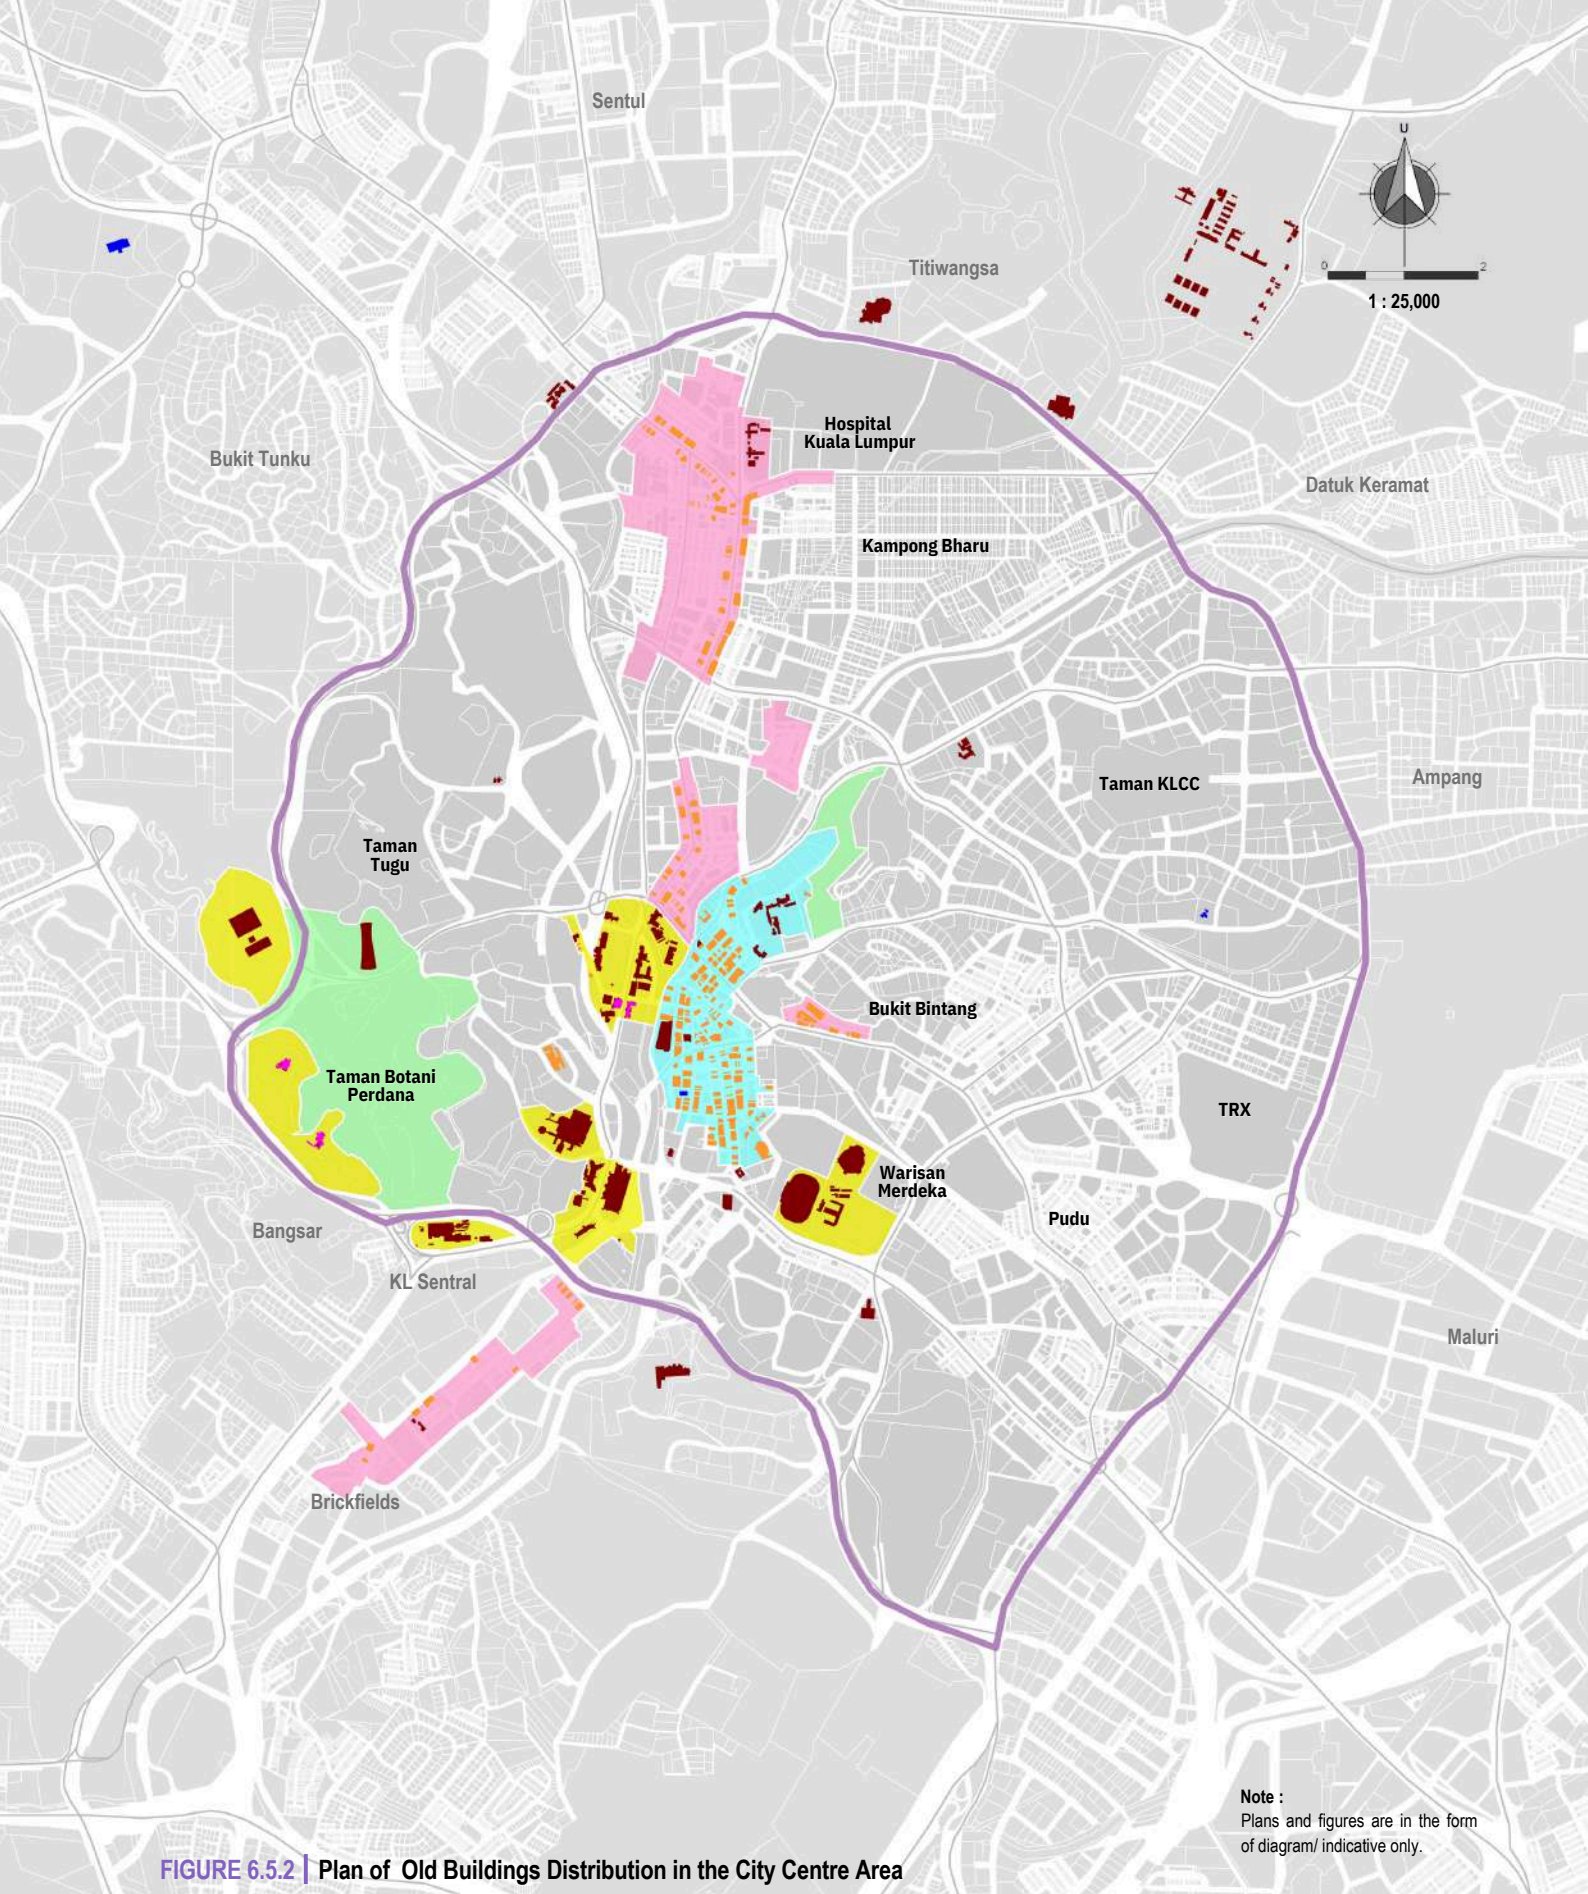 Sentul
U
Titiwangsa
0 2
1 : 25,000
Hospital
Kuala Lumpur
Bukit Tunku
Datuk Keramat
Kampong Bharu
Taman KLCC
Ampang
Taman
Tugu
Bukit Bintang
Taman Botani
Perdana
TRX
Warisan
Merdeka
Pudu
Bangsar
KL Sentral
Maluri
Brickfields
Note :
Plans and figures are in the form
of diagram/ indicative only.
FIGURE 6.5.2 | Plan of Old Buildings Distribution in the City Centre Area